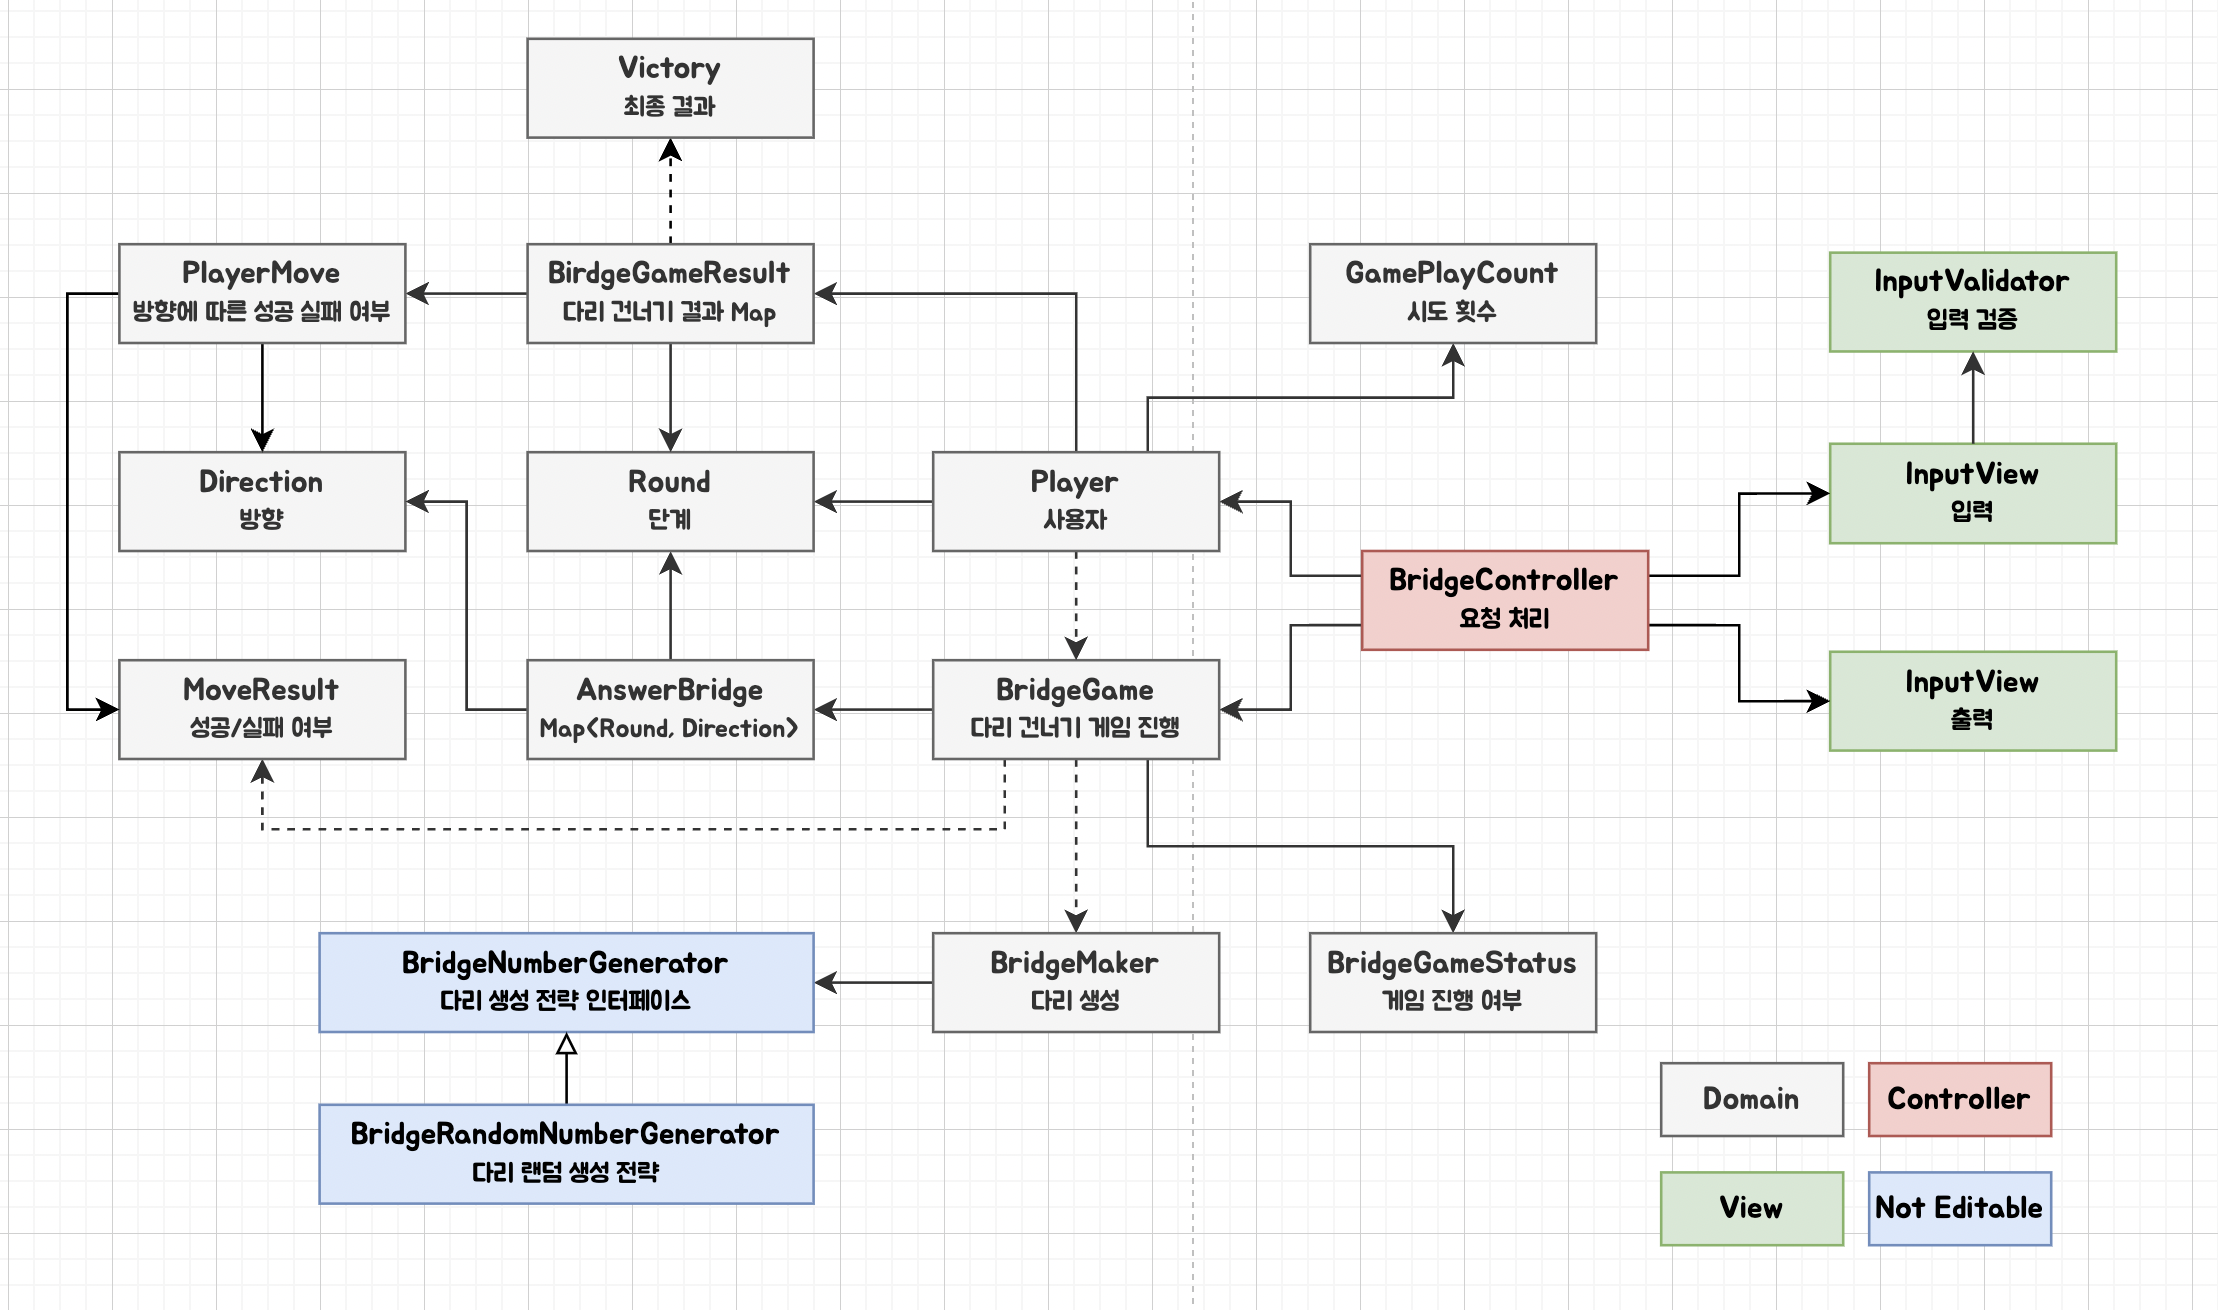 Victory
최종 결과
PlayerMove
방향에 따른 성공 실패 여부
BirdgeGameResult
다리 건너기 결과 Map
GamePlayCount
시도 횟수
InputValidator
입력 검증
Direction
방향
Round
단계
Player
사용자
InputView
입력
BridgeController
요청 처리
MoveResult
성공/실패 여부
AnswerBridge
Map<Round, Direction>
BridgeGame
다리 건너기 게임 진행
InputView
출력
BridgeNumberGenerator
다리 생성 전략 인터페이스
BridgeMaker
다리 생성
BridgeGameStatus
게임 진행 여부
BridgeRandomNumberGenerator
다리 랜덤 생성 전략
Domain
Controller
View
Not Editable